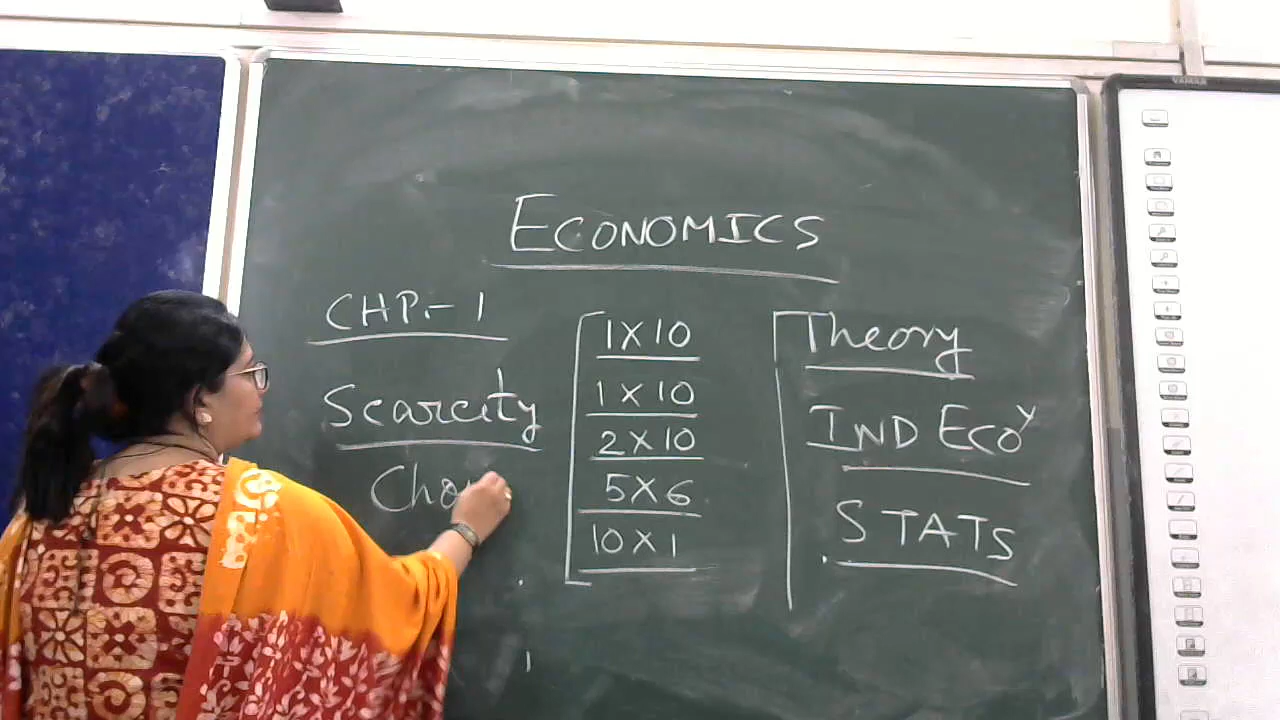 ECONOMICS
CHP.- 1
Scarcity
1X10
1X10
2X10
5X6
10X1
Theory
IND ECOy
STATS